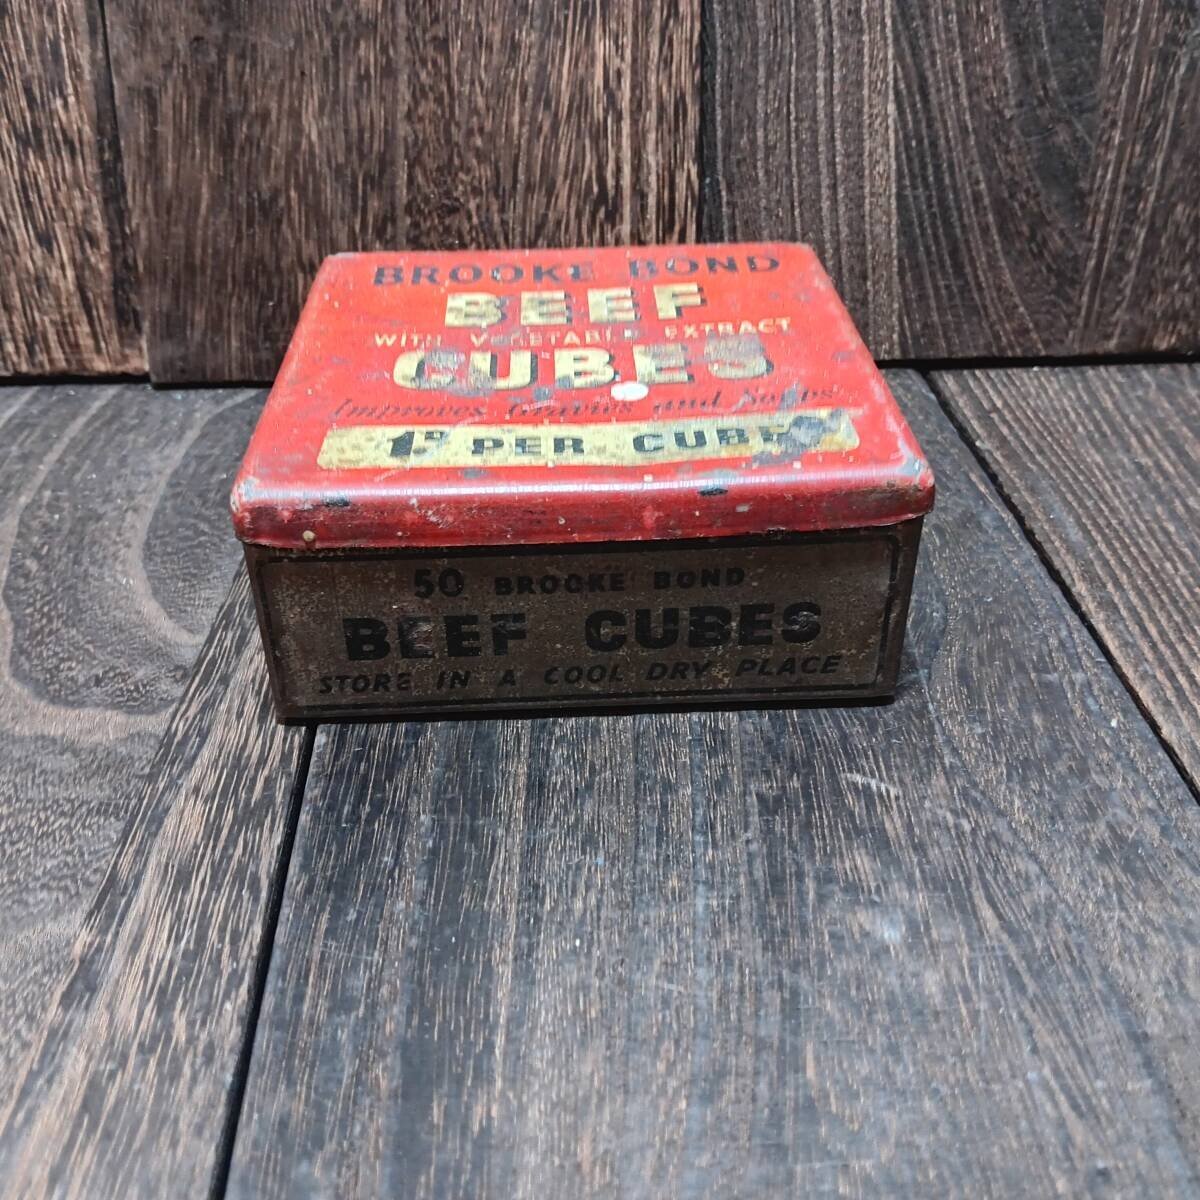 BROOKE BOND
BEEF
WITH VEGETABLE EXTRACT
CUBES
Improves Gravies and Soups
1D PER CUBE
50 BROOKE BOND
BEEF CUBES
STORE IN A COOL DRY PLACE